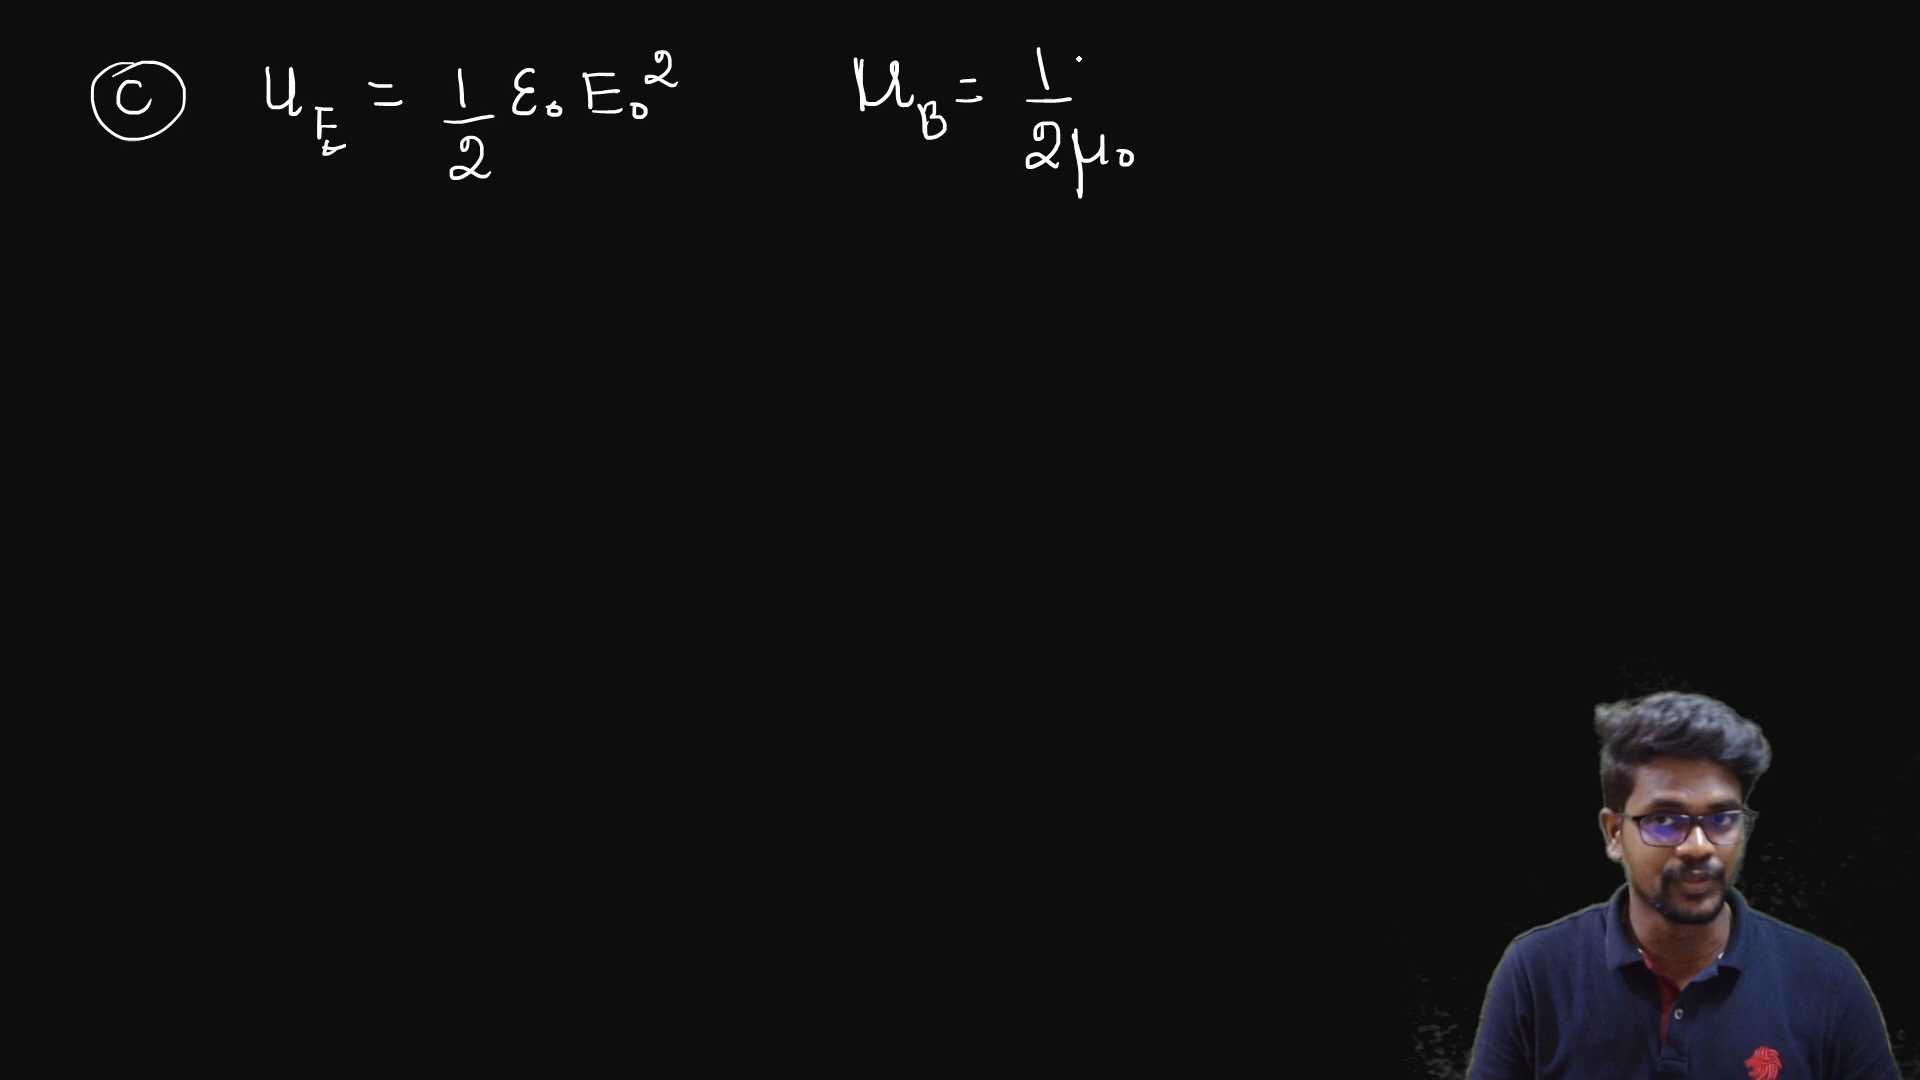 C U_E = 1/2 ε₀ E₀² U_B = 1/2μ₀